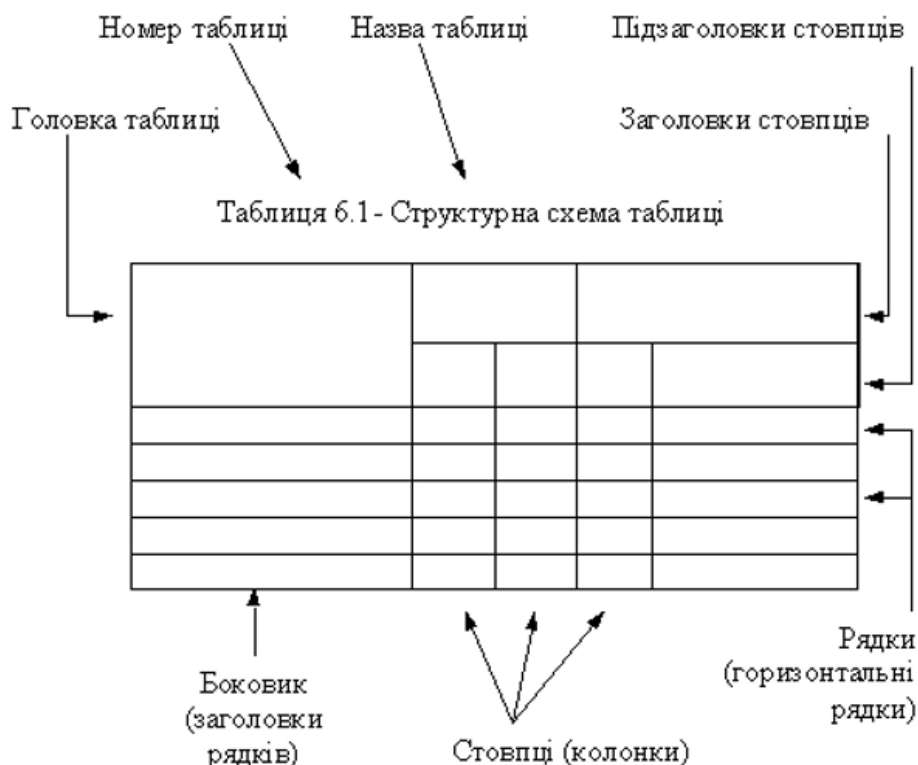 Номер таблиці
Назва таблиці
Підзаголовки стовпців
Головка таблиці
Заголовки стовпців
Таблиця 6.1- Структурна схема таблиці
Рядки
(горизонтальні
рядки)
Боковик
(заголовки
рядків)
Стовпці (колонки)